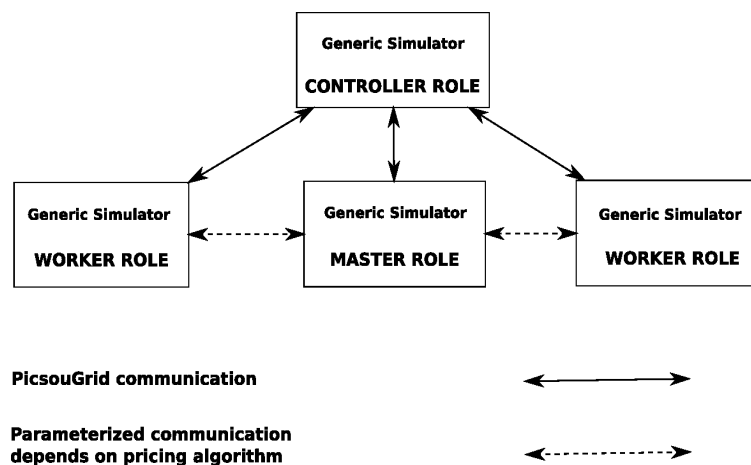 Generic Simulator
CONTROLLER ROLE
Generic Simulator
WORKER ROLE
Generic Simulator
MASTER ROLE
Generic Simulator
WORKER ROLE
PicsouGrid communication
Parameterized communication
depends on pricing algorithm